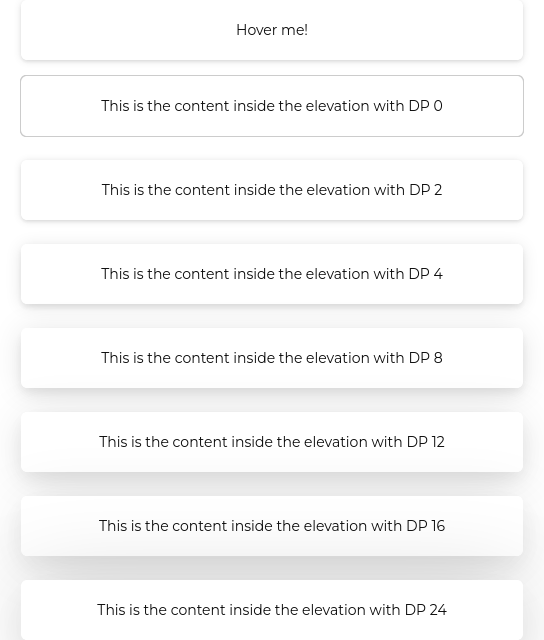 Hover me!
This is the content inside the elevation with DP 0
This is the content inside the elevation with DP 2
This is the content inside the elevation with DP 4
This is the content inside the elevation with DP 8
This is the content inside the elevation with DP 12
This is the content inside the elevation with DP 16
This is the content inside the elevation with DP 24